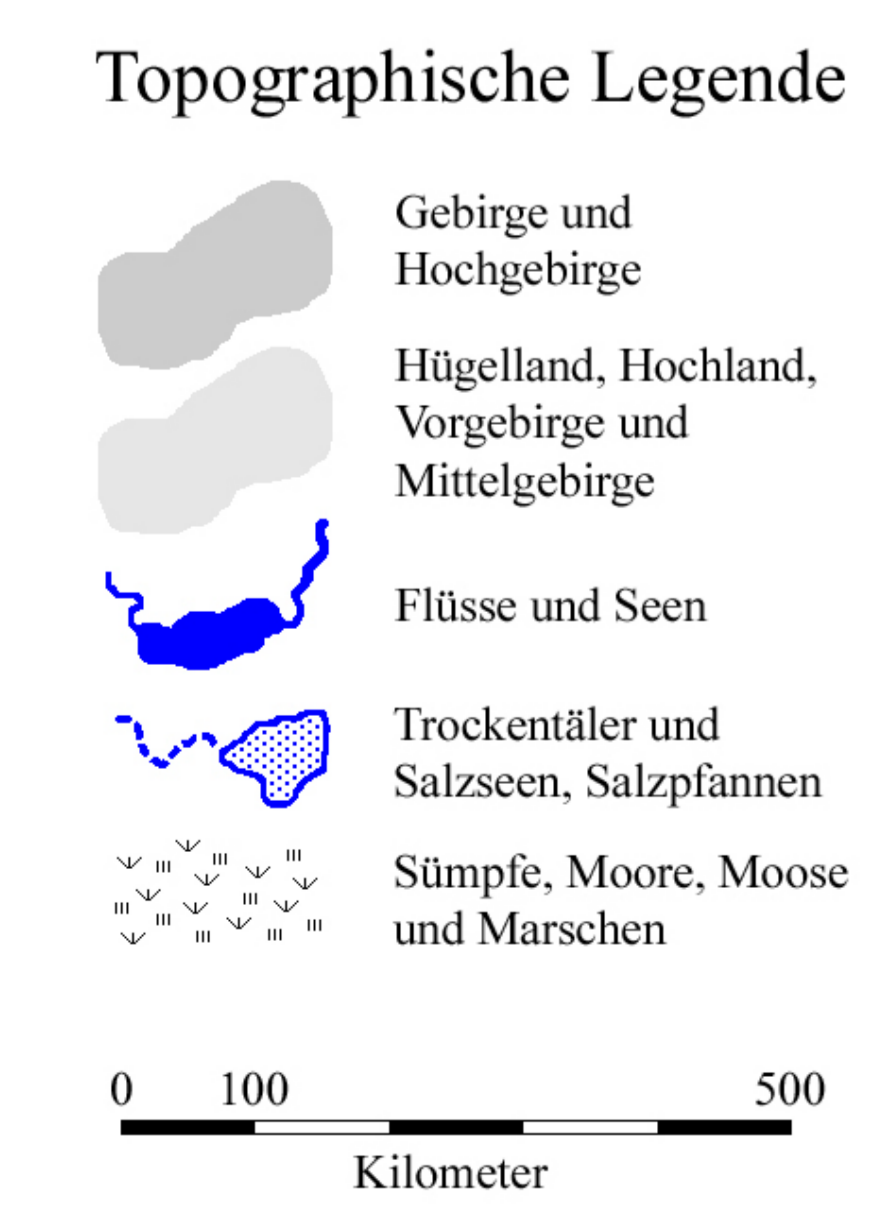 Topographische Legende
Gebirge und
Hochgebirge
Hügelland, Hochland,
Vorgebirge und
Mittelgebirge
Flüsse und Seen
Trockentäler und
Salzseen, Salzpfannen
Sümpfe, Moore, Moose
und Marschen
0 100 500
Kilometer